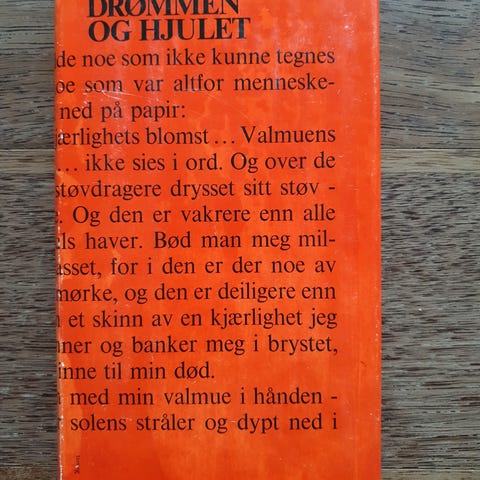 DRØMMEN
OG HJULET
de noe som ikke kunne tegnes
oe som var altfor menneske-
ned på papir:
ærlighets blomst ... Valmuens
... ikke sies i ord. Og over de
støvdragere drysset sitt støv -
. Og den er vakrere enn alle
ls haver. Bød man meg mil-
asset, for i den er der noe av
mørke, og den er deiligere enn
et skinn av en kjærlighet jeg
ner og banker meg i brystet,
inne til min død.
med min valmue i hånden -
solens stråler og dypt ned i